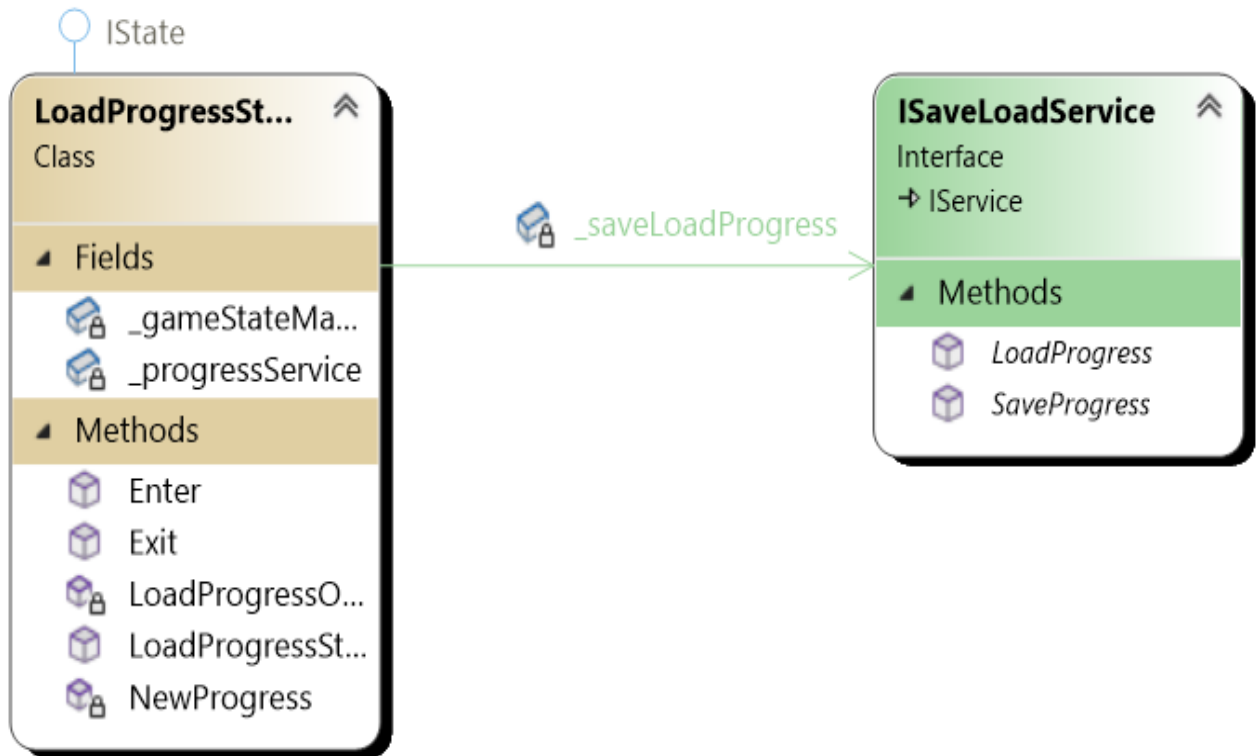 IState
LoadProgressSt...
Class
Fields
_gameStateMa...
_progressService
Methods
Enter
Exit
LoadProgressO...
LoadProgressSt...
NewProgress
_saveLoadProgress
ISaveLoadService
Interface
IService
Methods
LoadProgress
SaveProgress